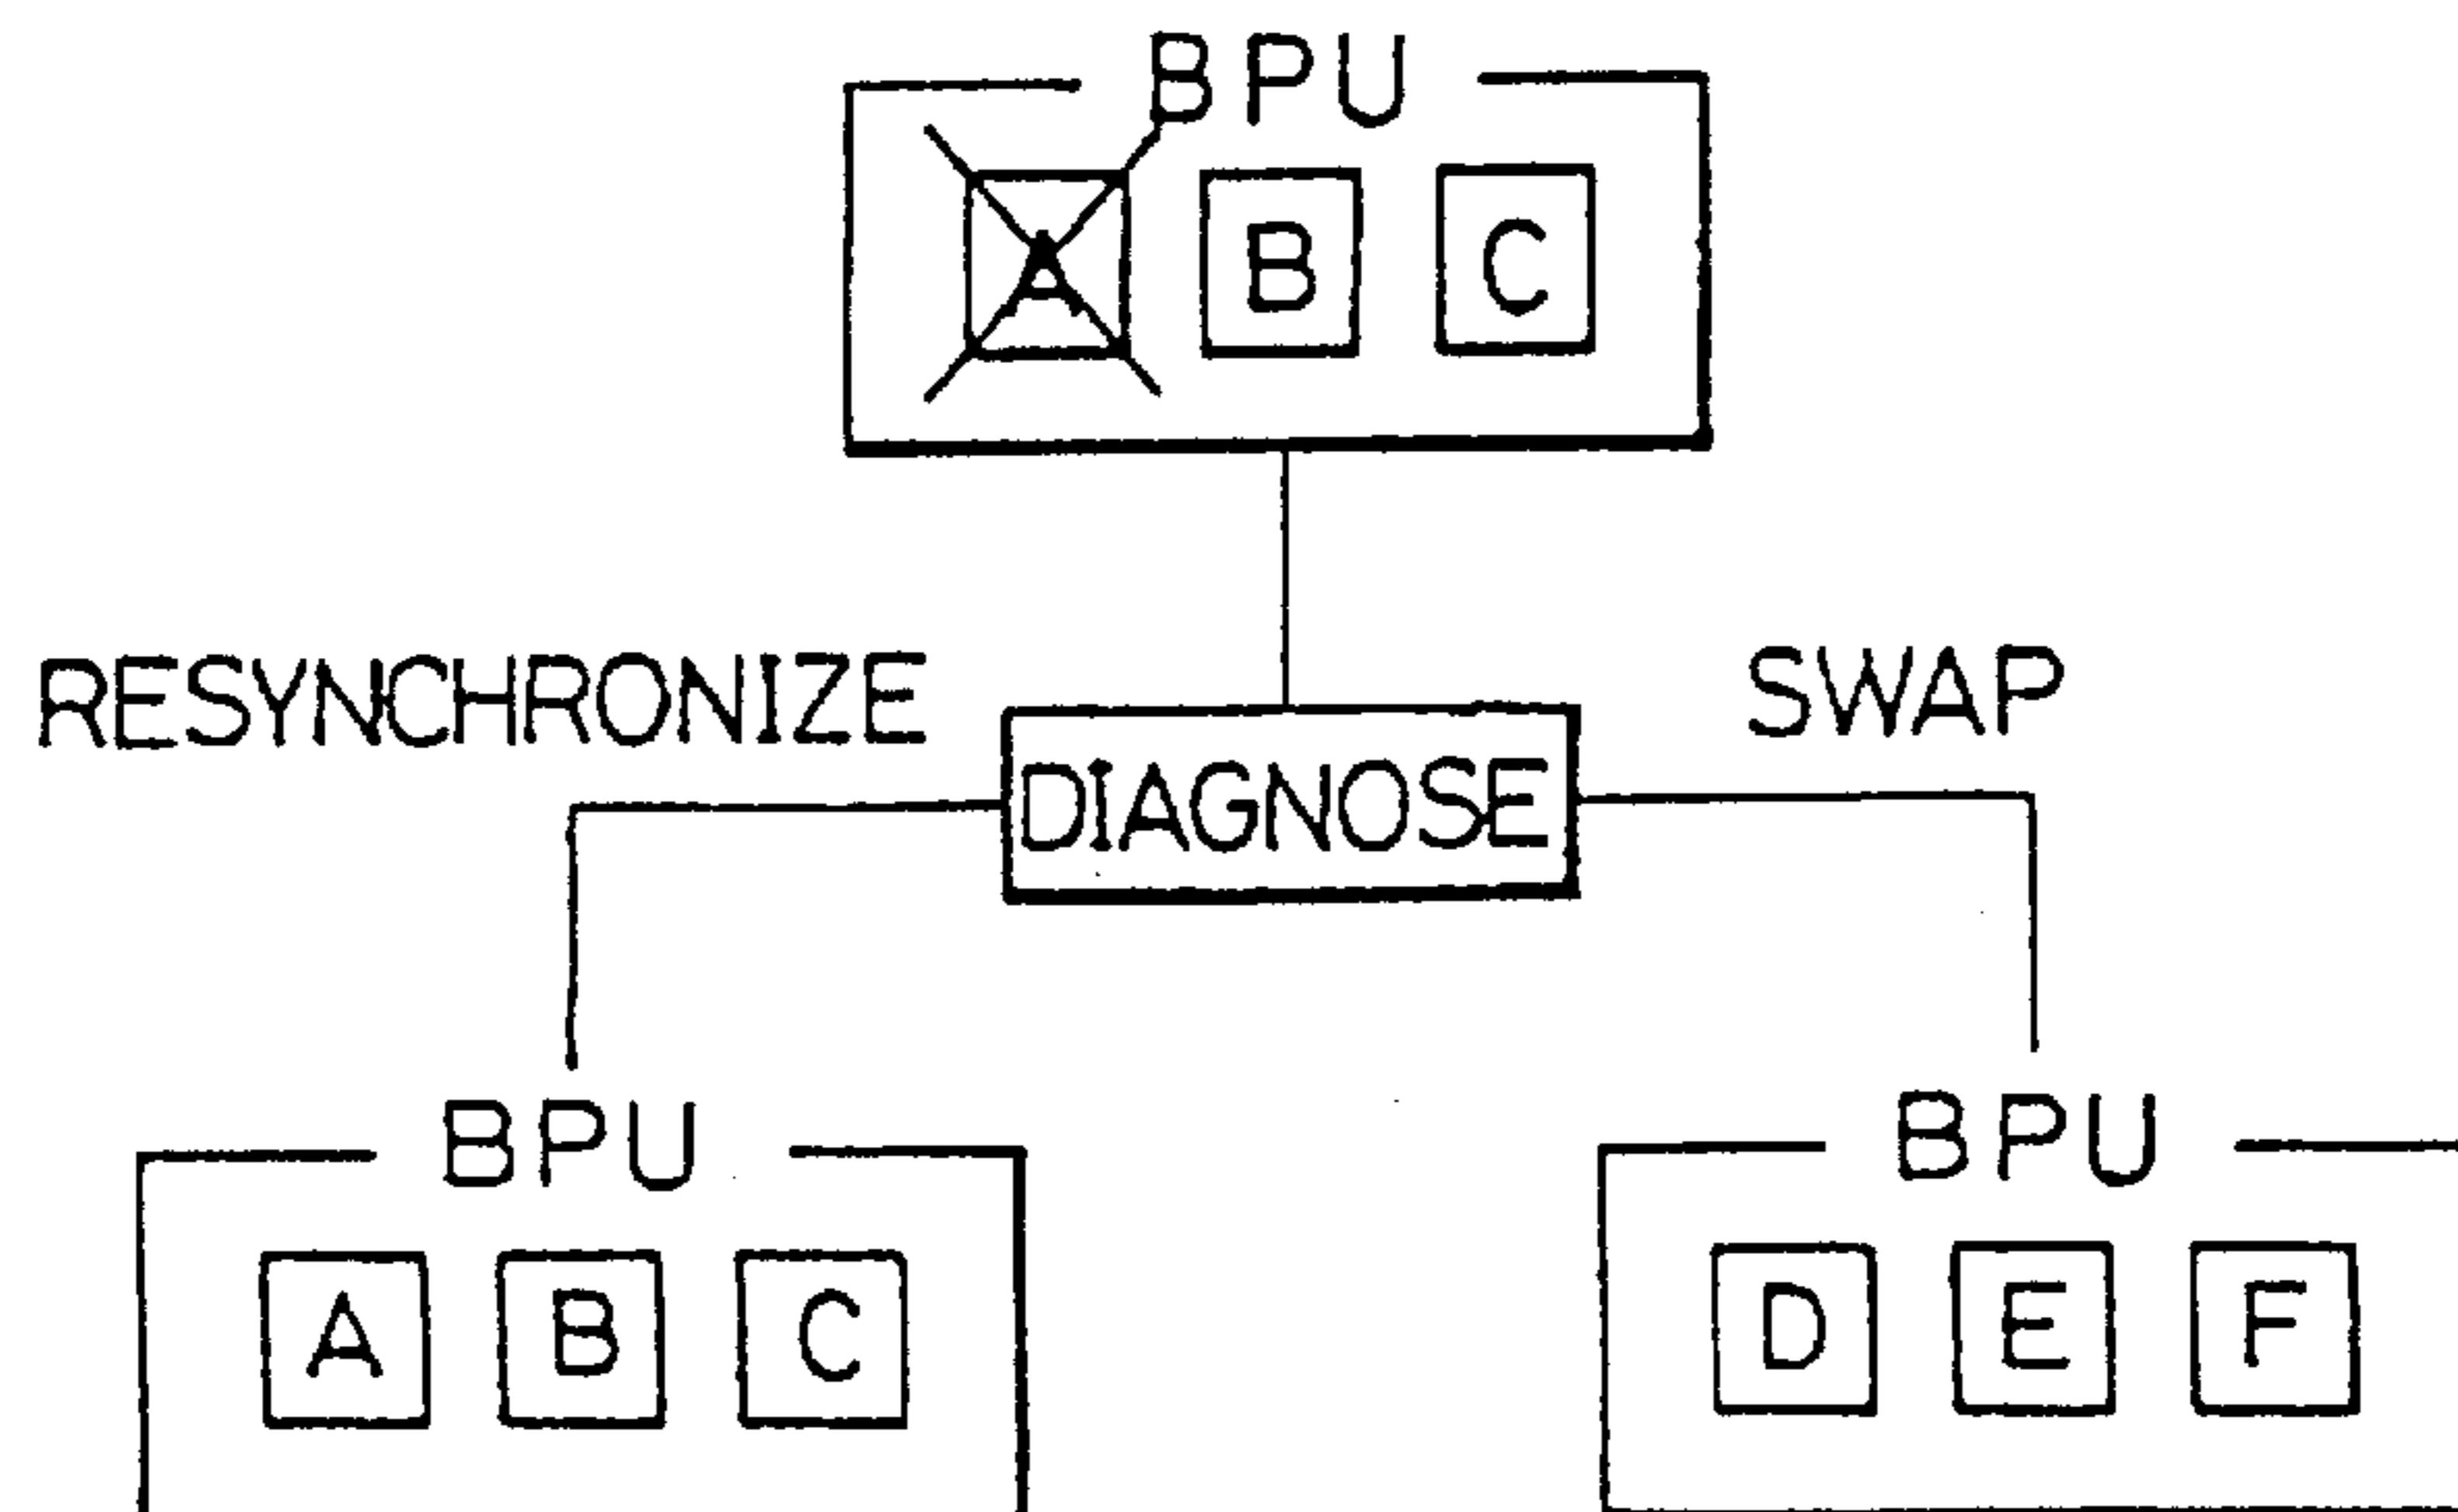 BPU
A B C
RESYNCHRONIZE
SWAP
DIAGNOSE
BPU
BPU
A B C
D E F